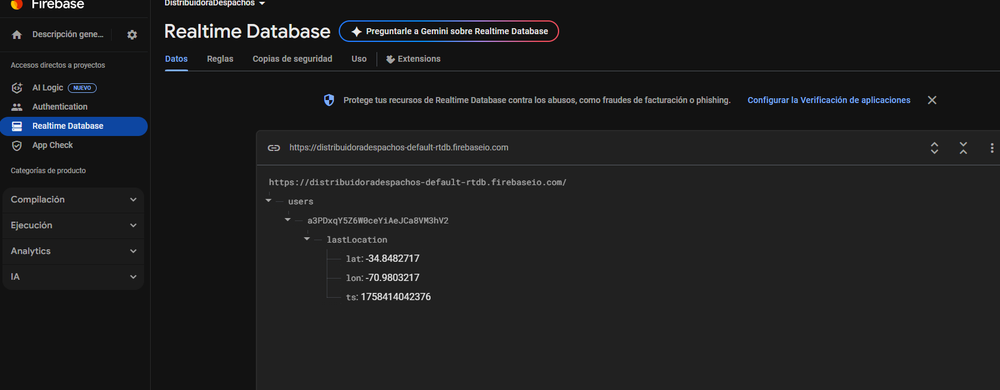 Firebase
DistribuidoraDespachos
Descripción gene...
Realtime Database
Preguntarle a Gemini sobre Realtime Database
Datos
Reglas
Copias de seguridad
Uso
Extensions
Accesos directos a proyectos
AI Logic NUEVO
Authentication
Realtime Database
App Check
Categorías de producto
Compilación
Ejecución
Analytics
IA
Protege tus recursos de Realtime Database contra los abusos, como fraudes de facturación o phishing. Configurar la Verificación de aplicaciones
https://distribuidoradespachos-default-rtdb.firebaseio.com
https://distribuidoradespachos-default-rtdb.firebaseio.com/
users
a3PDxqY5Z6W0ceYiAeJCa8VM3hV2
lastLocation
lat: -34.8482717
lon: -70.9803217
ts: 1758414042376